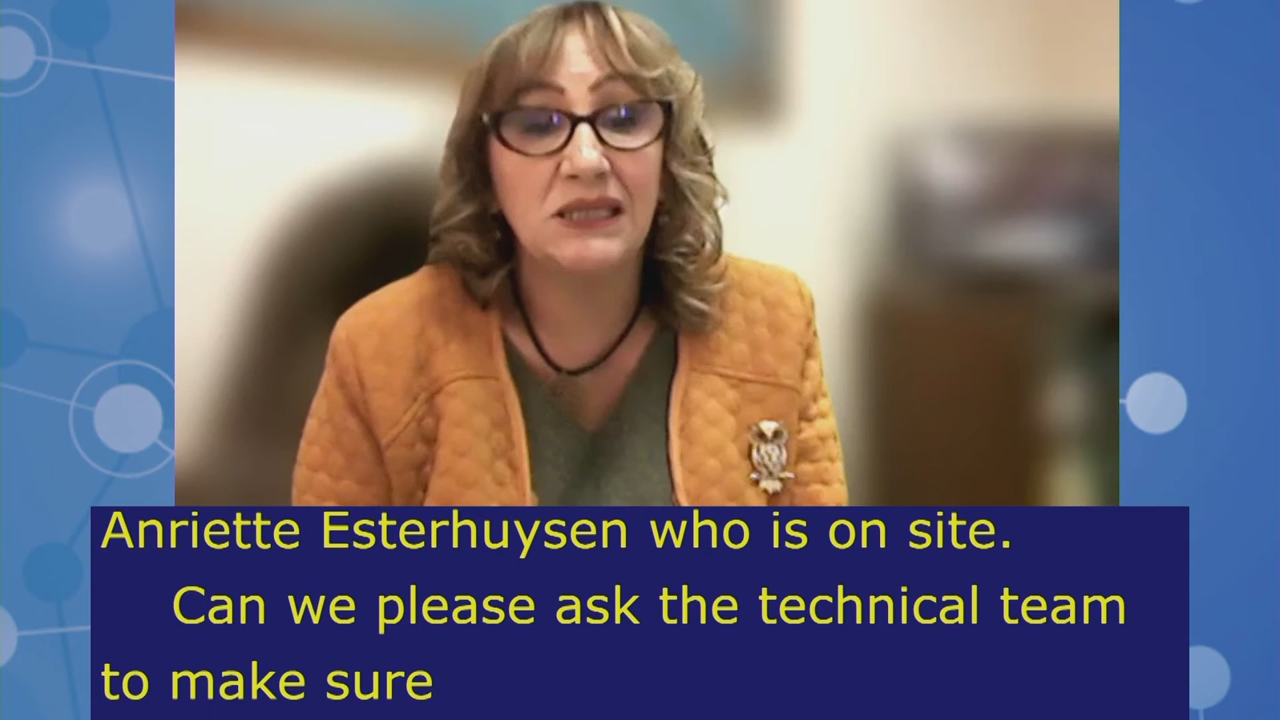 Anriette Esterhuysen who is on site.
Can we please ask the technical team
to make sure